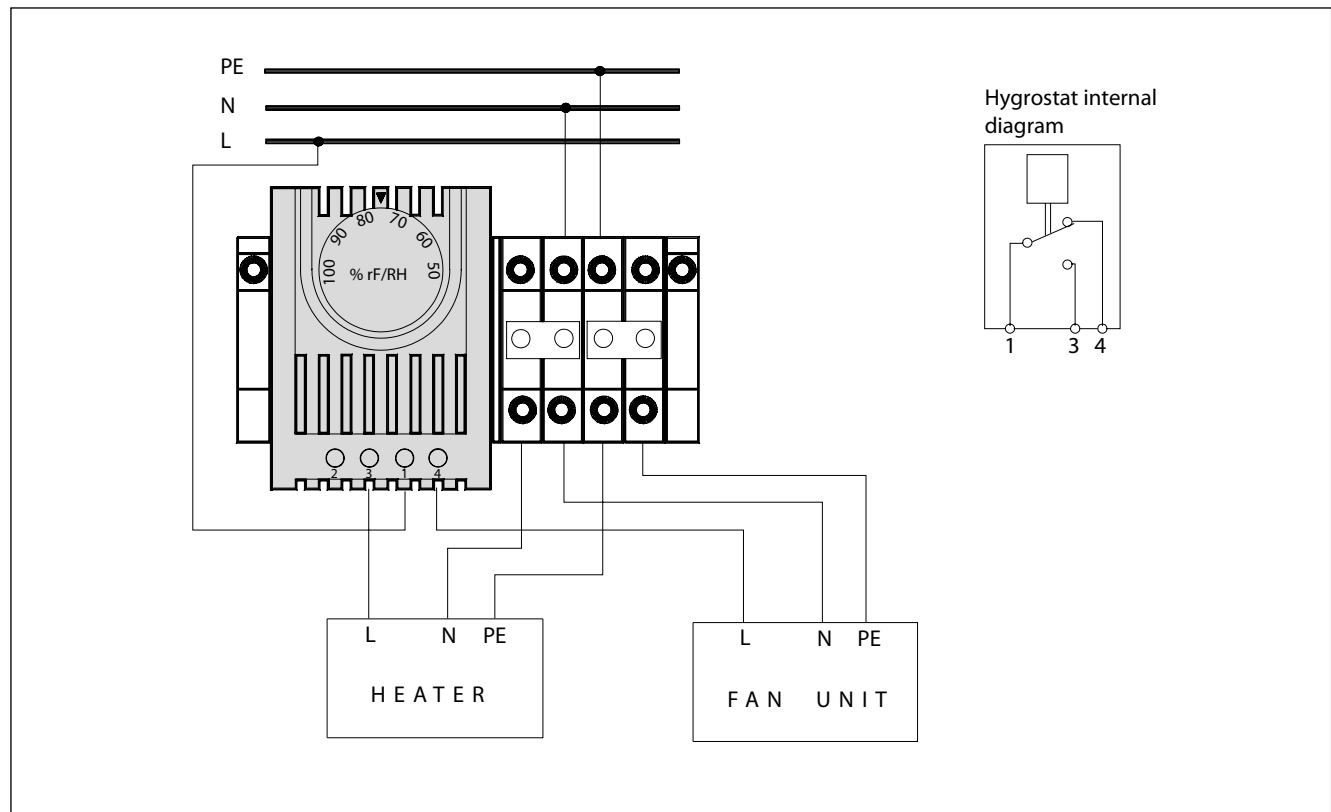 PE
N
L
Hygrostat internal
diagram
1 3 4
100 90 80 70 60 50
% rF/RH
2 3 1 4
L N PE
HEATER
L N PE
FAN UNIT